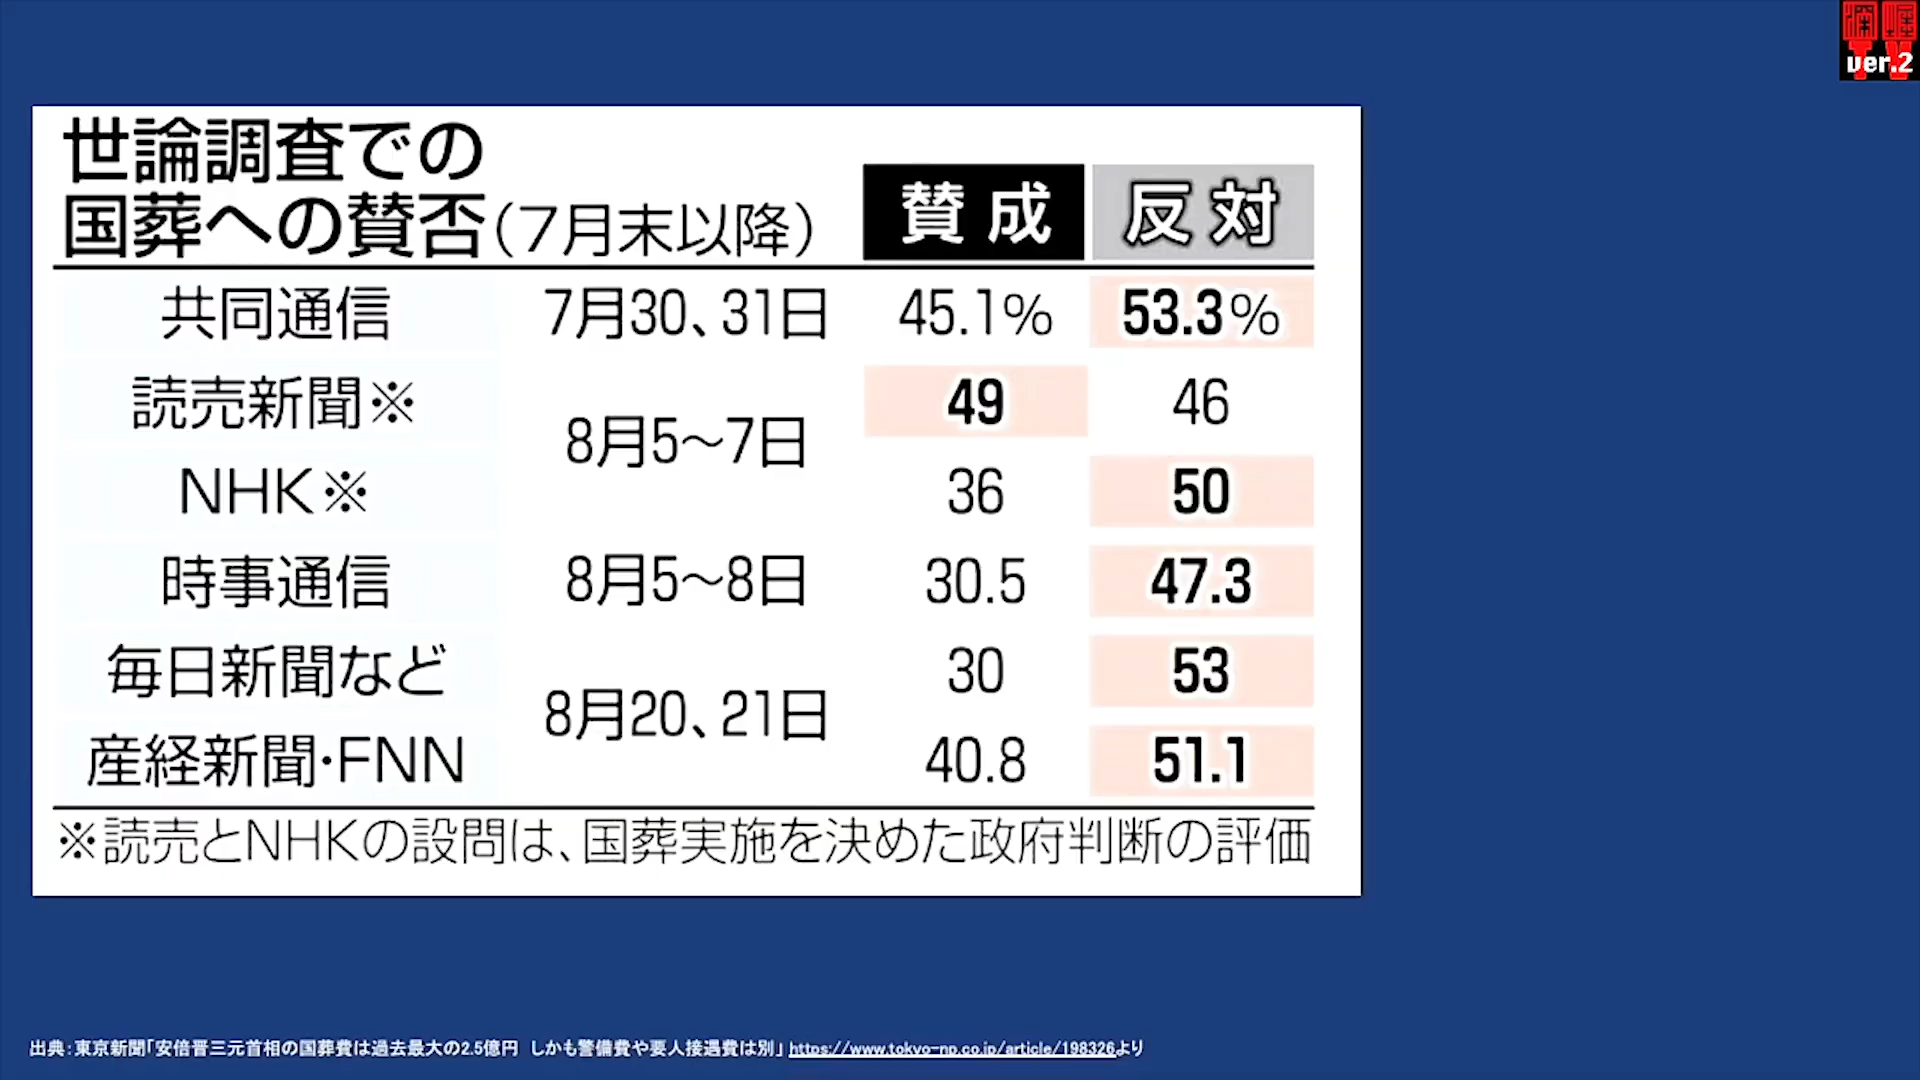 深掘
TV
ver.2
世論調査での
国葬への賛否(7月末以降) 賛成 反対
共同通信 7月30、31日 45.1% 53.3%
読売新聞※ 8月5〜7日 49 46
NHK※ 36 50
時事通信 8月5〜8日 30.5 47.3
毎日新聞など 8月20、21日 30 53
産経新聞・FNN 40.8 51.1
※読売とNHKの設問は、国葬実施を決めた政府判断の評価
出典:東京新聞「安倍晋三元首相の国葬費は過去最大の2.5億円 しかも警備費や要人接遇費は別」 https://www.tokyo-np.co.jp/article/198326より